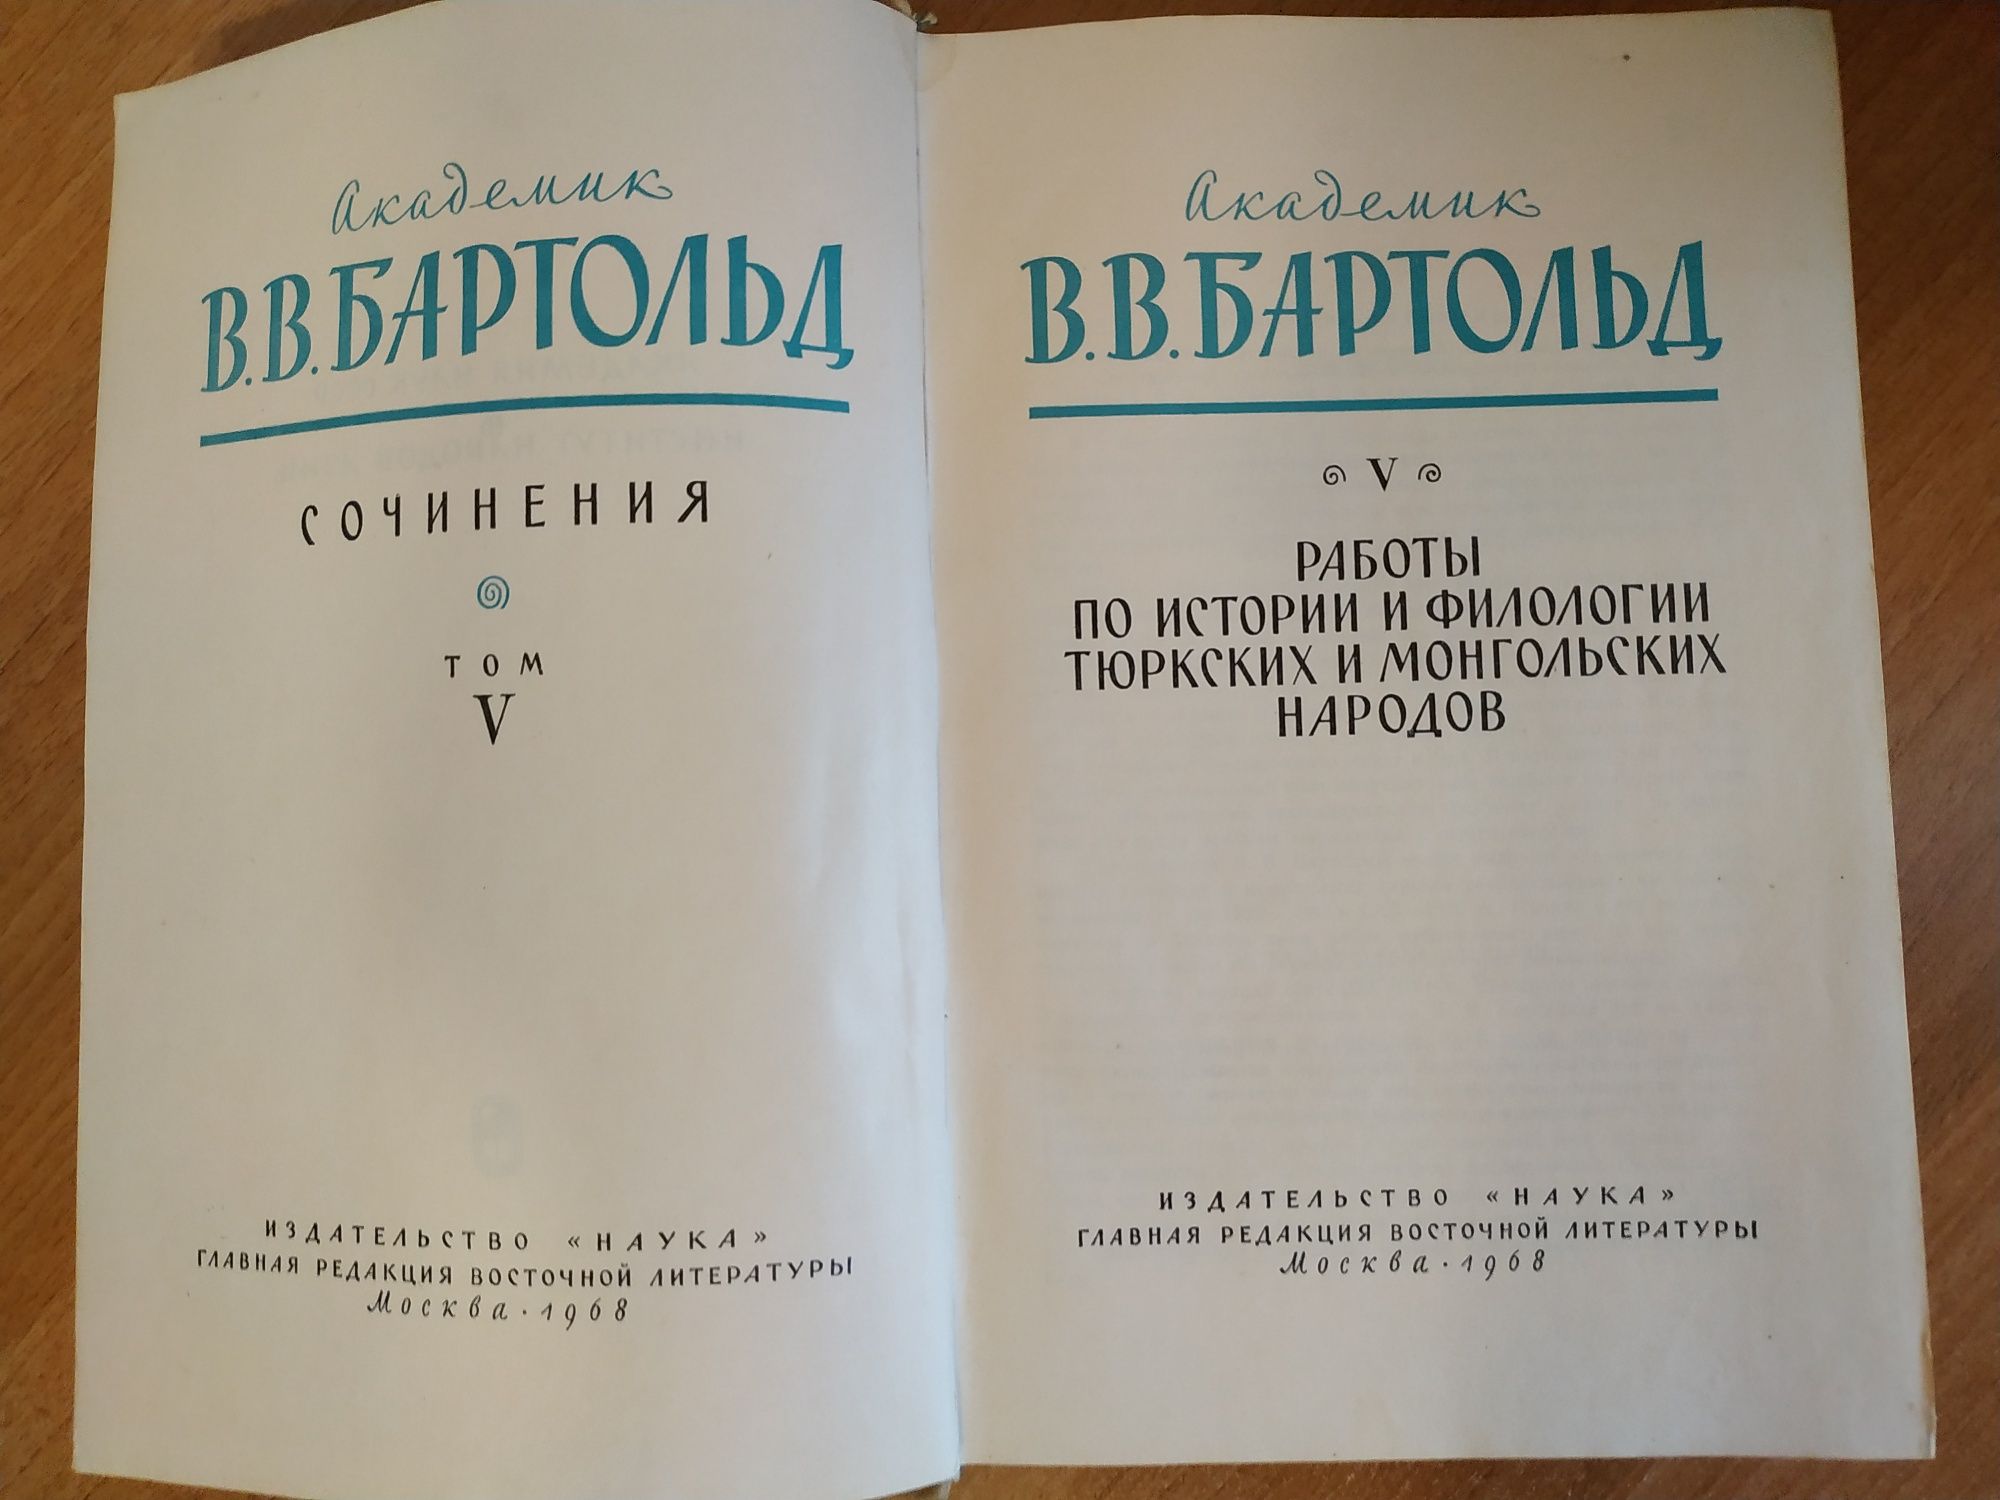 Академик
В.В.БАРТОЛЬД
СОЧИНЕНИЯ
ТОМ
V
ИЗДАТЕЛЬСТВО «НАУКА»
ГЛАВНАЯ РЕДАКЦИЯ ВОСТОЧНОЙ ЛИТЕРАТУРЫ
Москва · 1968
Академик
В.В.БАРТОЛЬД
V
РАБОТЫ
ПО ИСТОРИИ И ФИЛОЛОГИИ
ТЮРКСКИХ И МОНГОЛЬСКИХ
НАРОДОВ
ИЗДАТЕЛЬСТВО «НАУКА»
ГЛАВНАЯ РЕДАКЦИЯ ВОСТОЧНОЙ ЛИТЕРАТУРЫ
Москва · 1968